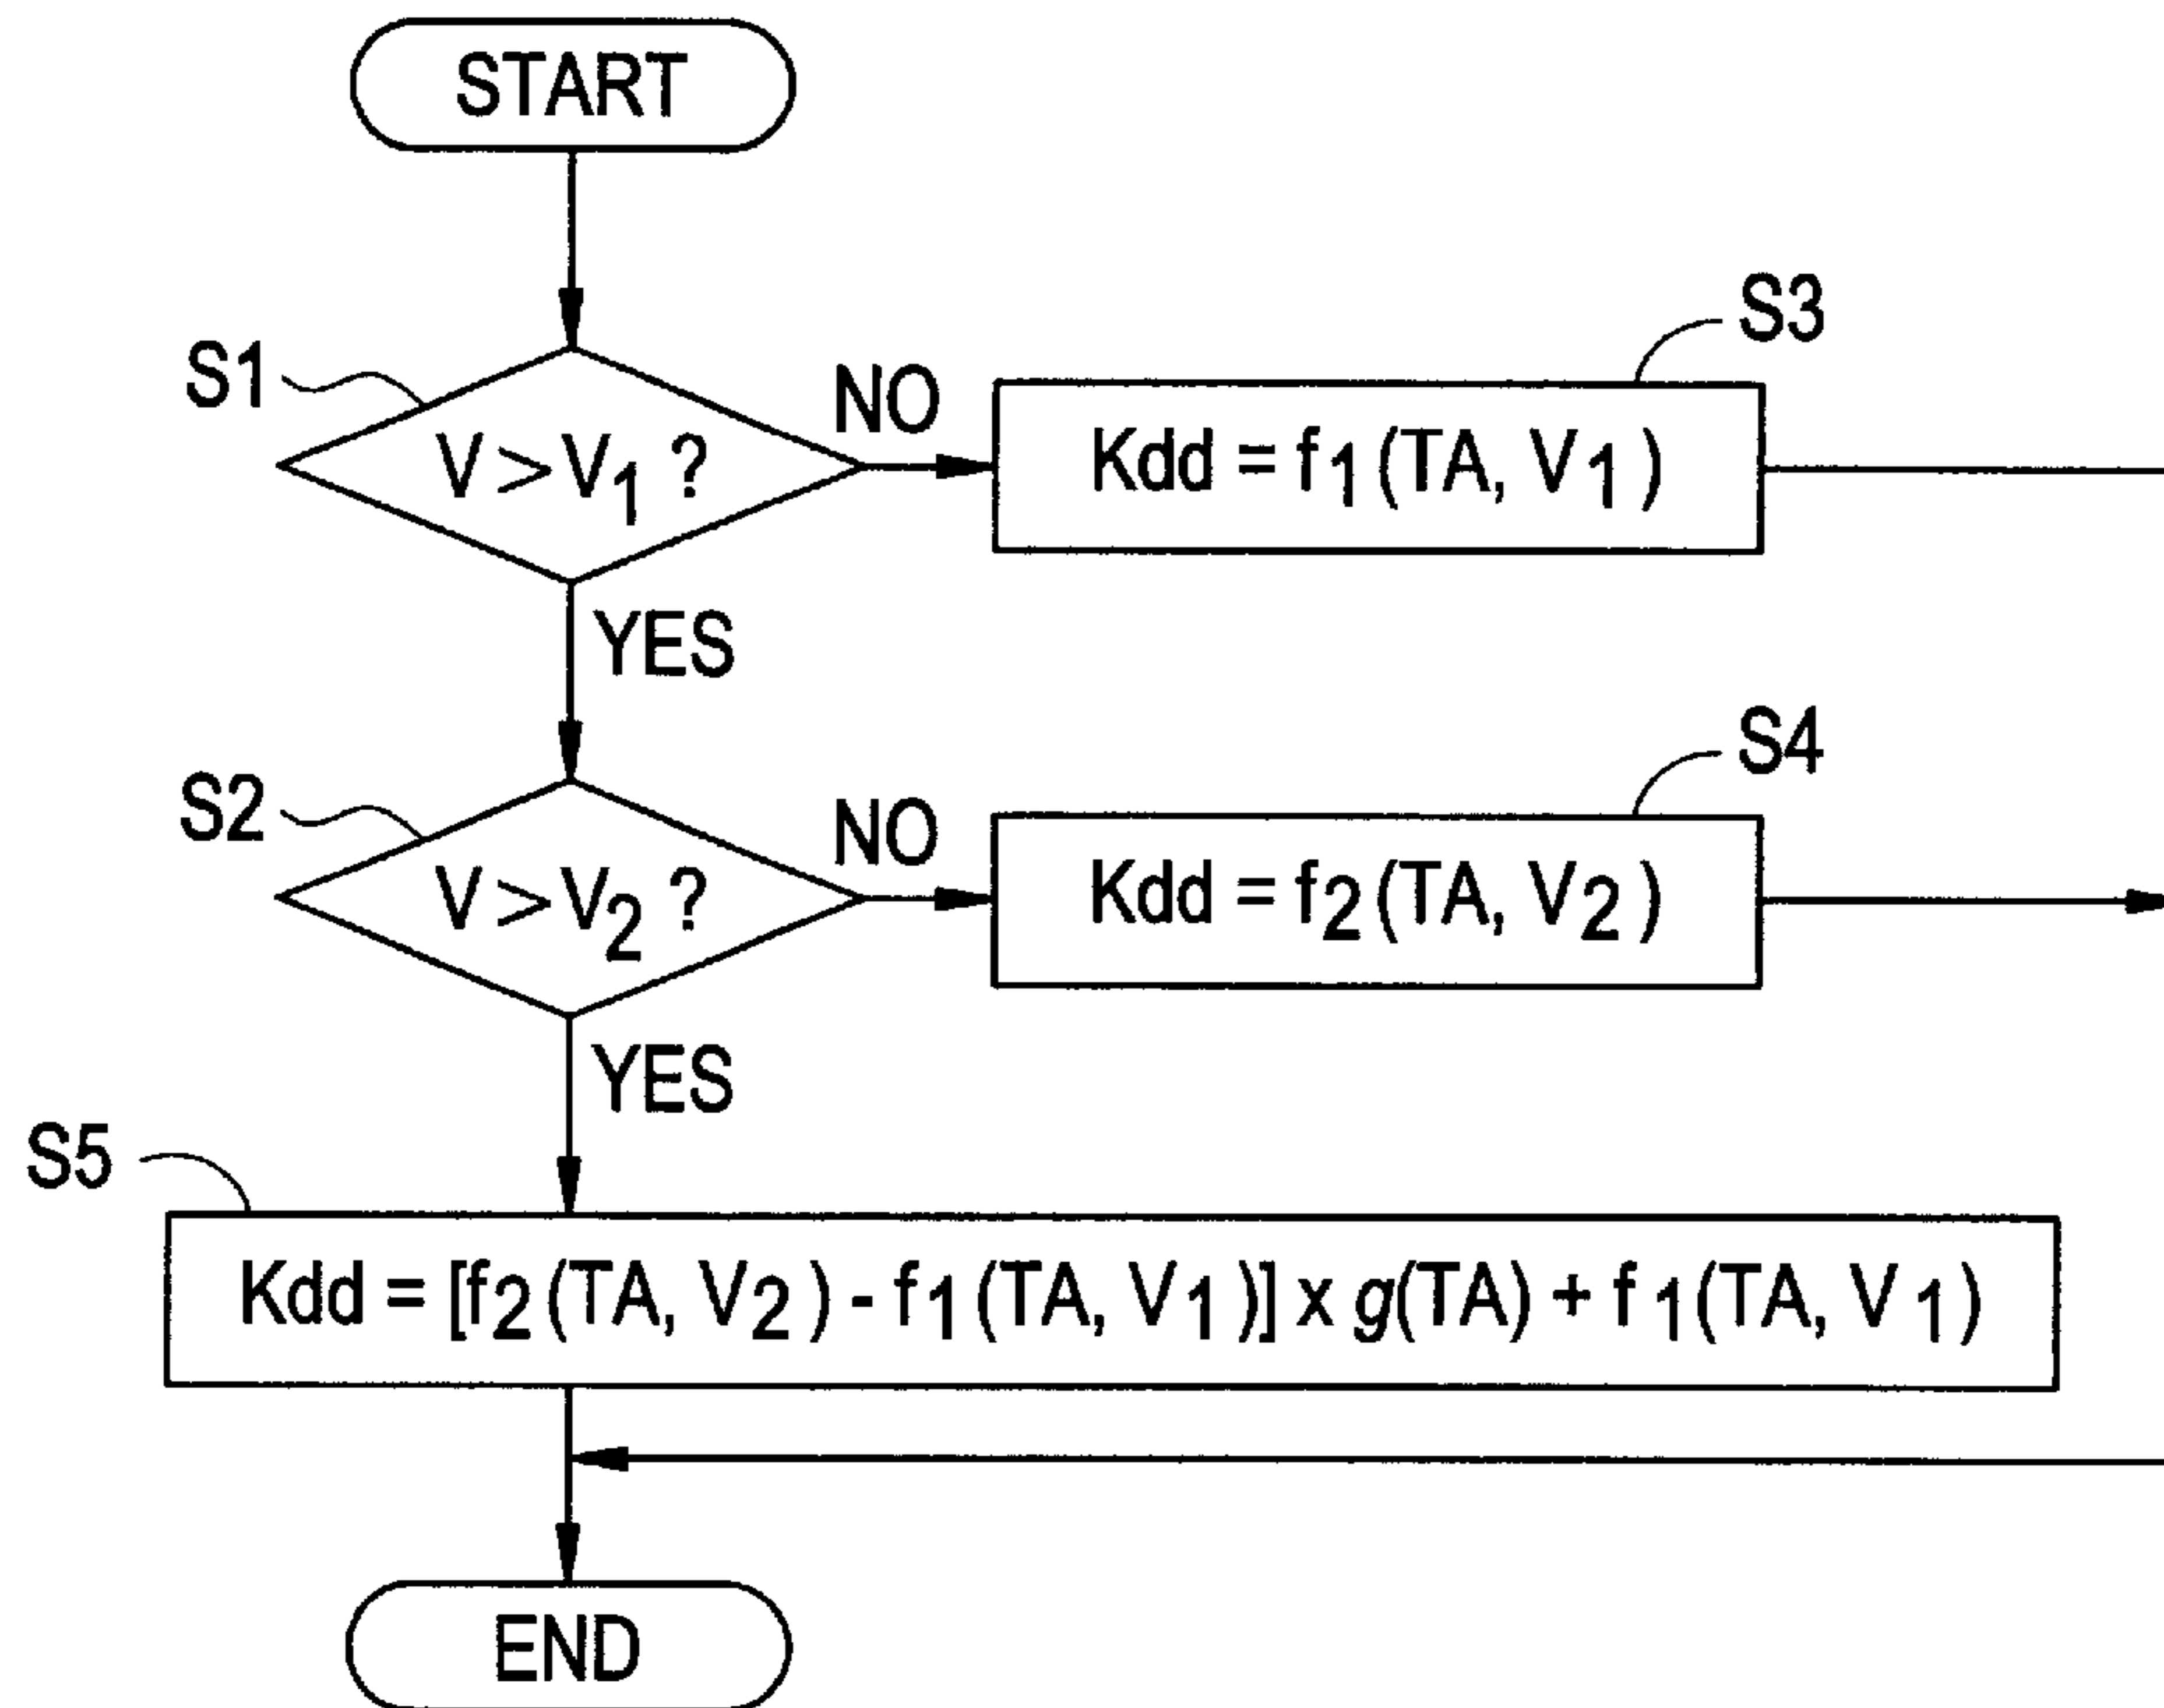 START
S1
V > V₁ ?
NO
S3
Kdd = f₁(TA, V₁)
YES
S2
V > V₂ ?
NO
S4
Kdd = f₂(TA, V₂)
YES
S5
Kdd = [f₂(TA, V₂) - f₁(TA, V₁)] x g(TA) + f₁(TA, V₁)
END